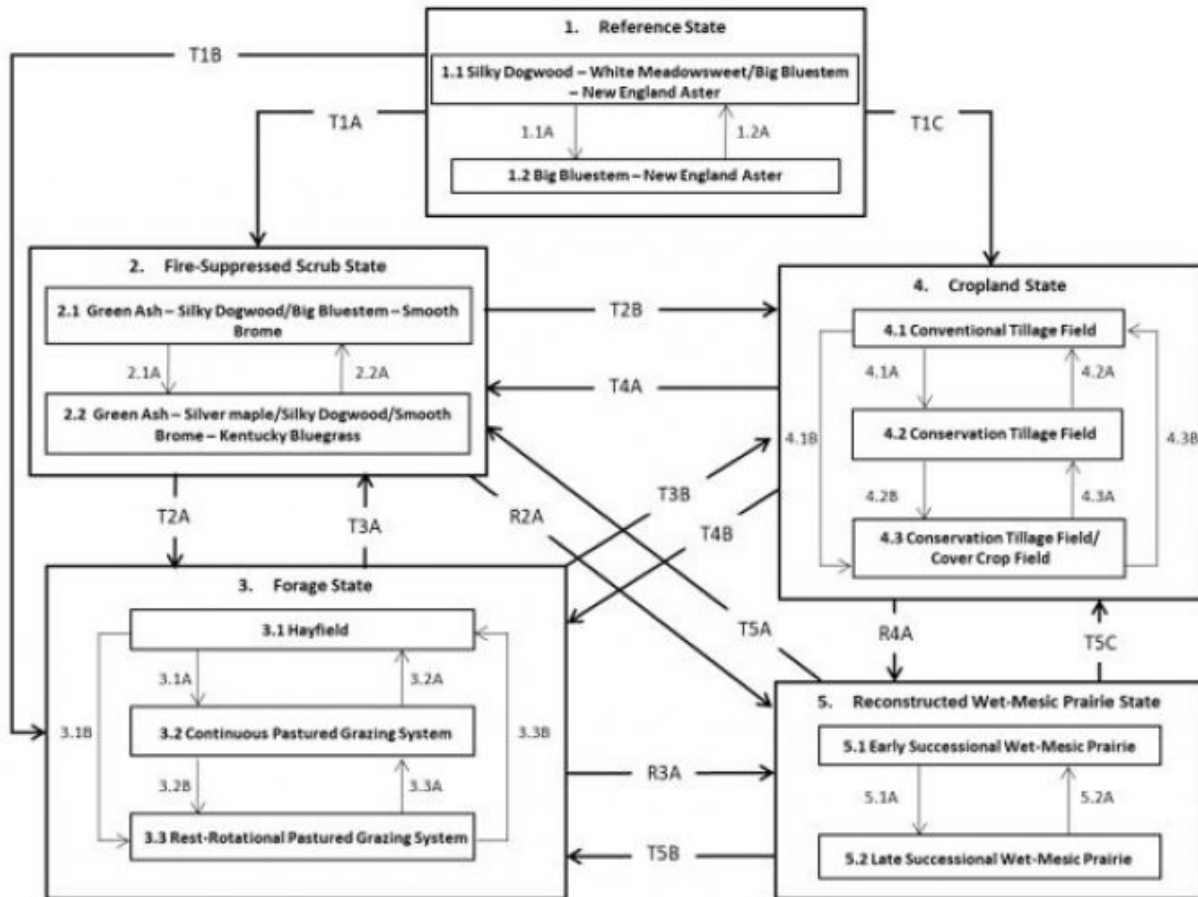 1. Reference State
T1B
1.1 Silky Dogwood – White Meadowsweet/Big Bluestem
– New England Aster
T1A
1.1A
1.2A
T1C
1.2 Big Bluestem – New England Aster
2. Fire-Suppressed Scrub State
2.1 Green Ash – Silky Dogwood/Big Bluestem – Smooth
Brome
2.1A
2.2A
2.2 Green Ash – Silver maple/Silky Dogwood/Smooth
Brome – Kentucky Bluegrass
T2B
T4A
4. Cropland State
4.1 Conventional Tillage Field
4.1A
4.2A
4.2 Conservation Tillage Field
4.1B
4.3B
4.2B
4.3A
4.3 Conservation Tillage Field/
Cover Crop Field
T2A
T3A
R2A
T3B
T4B
T5A
R4A
T5C
3. Forage State
3.1 Hayfield
3.1A
3.2A
3.2 Continuous Pastured Grazing System
3.1B
3.3B
3.2B
3.3A
3.3 Rest-Rotational Pastured Grazing System
R3A
T5B
5. Reconstructed Wet-Mesic Prairie State
5.1 Early Successional Wet-Mesic Prairie
5.1A
5.2A
5.2 Late Successional Wet-Mesic Prairie